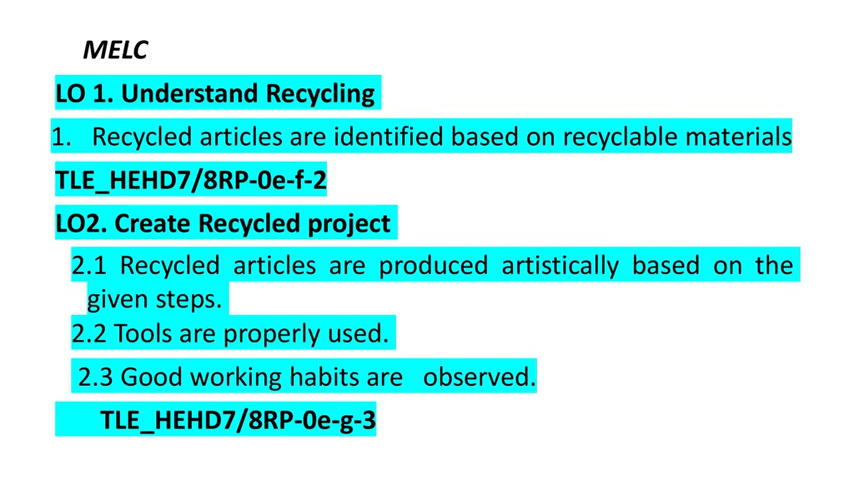 MELC
LO 1. Understand Recycling
1. Recycled articles are identified based on recyclable materials
TLE_HEHD7/8RP-0e-f-2
LO2. Create Recycled project
2.1 Recycled articles are produced artistically based on the
given steps.
2.2 Tools are properly used.
2.3 Good working habits are observed.
TLE_HEHD7/8RP-0e-g-3